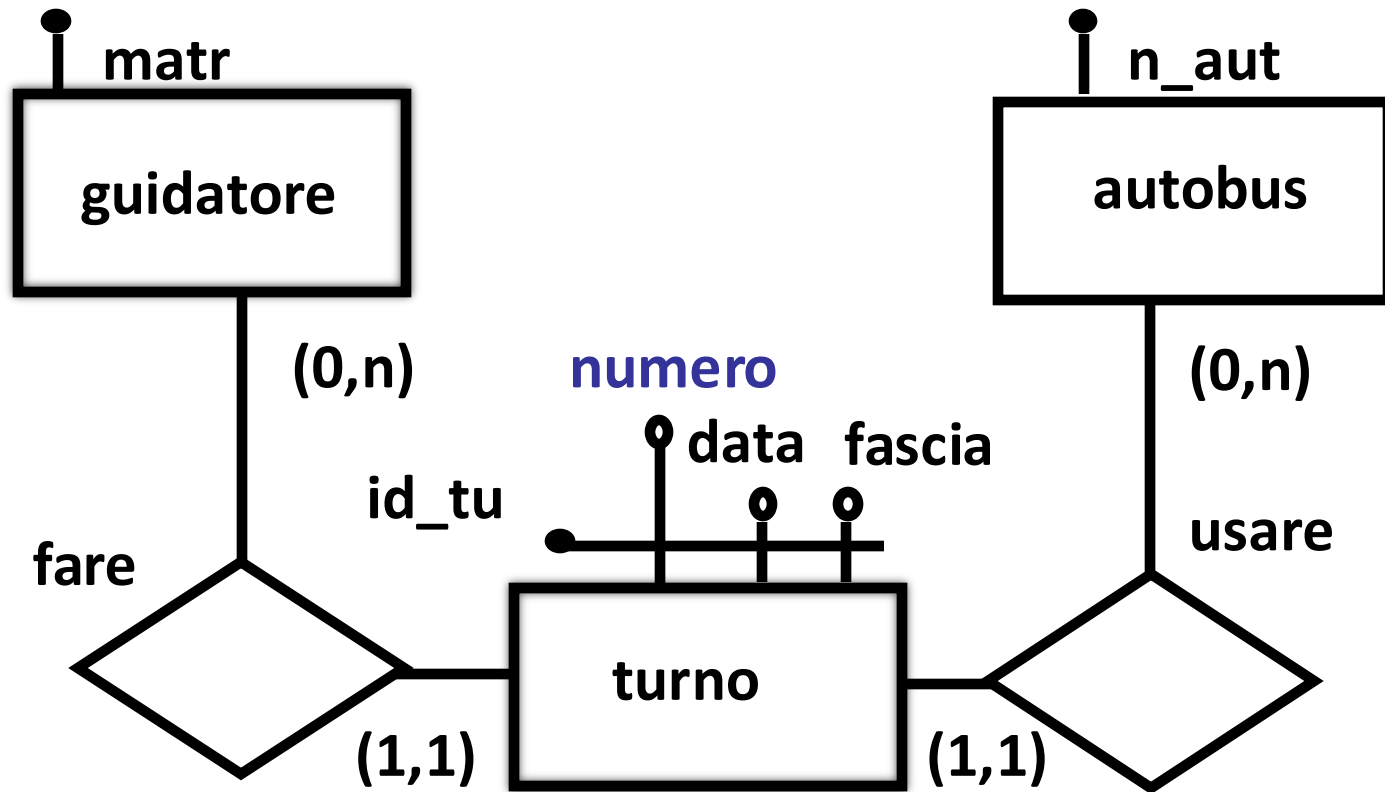 matr
n_aut
guidatore
autobus
(0,n)
numero
(0,n)
data
fascia
id_tu
usare
fare
turno
(1,1)
(1,1)